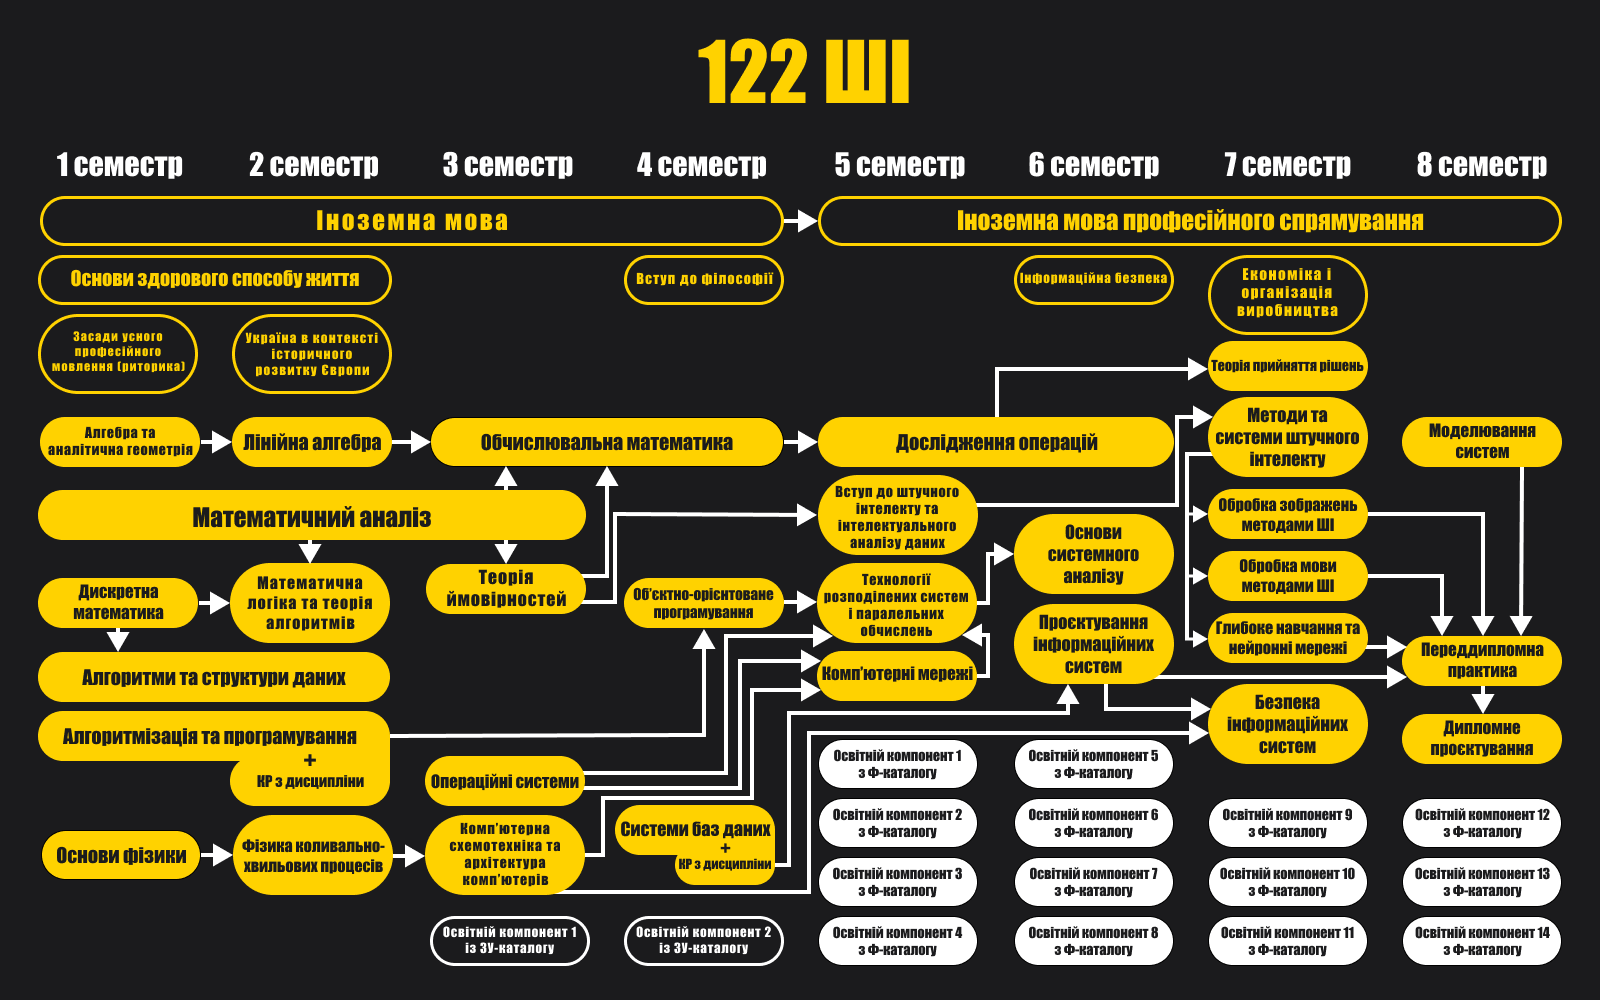 122 ШІ
1 семестр
2 семестр
3 семестр
4 семестр
5 семестр
6 семестр
7 семестр
8 семестр
Іноземна мова
Іноземна мова професійного спрямування
Основи здорового способу життя
Вступ до філософії
Інформаційна безпека
Економіка і
організація
виробництва
Засади усного
професійного
мовлення (риторика)
Україна в контексті
історичного
розвитку Європи
Теорія прийняття рішень
Алгебра та
аналітична геометрія
Лінійна алгебра
Обчислювальна математика
Дослідження операцій
Методи та
системи штучного
інтелекту
Моделювання
систем
Математичний аналіз
Вступ до штучного
інтелекту та
інтелектуального
аналізу даних
Основи
системного
аналізу
Обробка зображень
методами ШІ
Дискретна
математика
Математична
логіка та теорія
алгоритмів
Теорія
ймовірностей
Об'єктно-орієнтоване
програмування
Технології
розподілених систем
і паралельних
обчислень
Обробка мови
методами ШІ
Проєктування
інформаційних
систем
Глибоке навчання та
нейронні мережі
Переддипломна
практика
Алгоритми та структури даних
Комп'ютерні мережі
Безпека
інформаційних
систем
Дипломне
проєктування
Алгоритмізація та програмування
+
КР з дисципліни
Операційні системи
Основи фізики
Фізика коливально-
хвильових процесів
Комп'ютерна
схемотехніка та
архітектура
комп'ютерів
Системи баз даних
+
КР з дисципліни
Освітній компонент 1
з Ф-каталогу
Освітній компонент 5
з Ф-каталогу
Освітній компонент 2
з Ф-каталогу
Освітній компонент 6
з Ф-каталогу
Освітній компонент 9
з Ф-каталогу
Освітній компонент 12
з Ф-каталогу
Освітній компонент 3
з Ф-каталогу
Освітній компонент 7
з Ф-каталогу
Освітній компонент 10
з Ф-каталогу
Освітній компонент 13
з Ф-каталогу
Освітній компонент 1
із ЗУ-каталогу
Освітній компонент 2
із ЗУ-каталогу
Освітній компонент 4
з Ф-каталогу
Освітній компонент 8
з Ф-каталогу
Освітній компонент 11
з Ф-каталогу
Освітній компонент 14
з Ф-каталогу